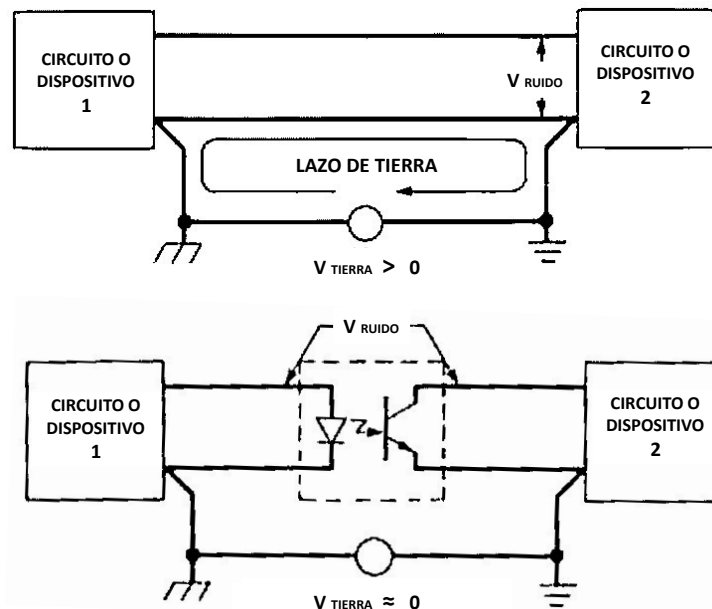 CIRCUITO O
DISPOSITIVO
1
V RUIDO
CIRCUITO O
DISPOSITIVO
2
LAZO DE TIERRA
V TIERRA > 0
V RUIDO
CIRCUITO O
DISPOSITIVO
1
CIRCUITO O
DISPOSITIVO
2
V TIERRA ≈ 0